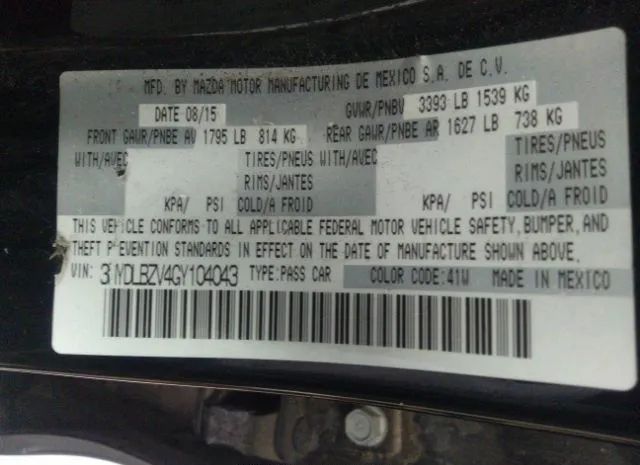 MFD. BY MAZDA MOTOR MANUFACTURING DE MEXICO S.A. DE C.V.
DATE 08/15 GVWR/PNBV 3393 LB 1539 KG
FRONT GAWR/PNBE AV 1795 LB 814 KG REAR GAWR/PNBE AR 1627 LB 738 KG
WITH/AVEC TIRES/PNEUS WITH/AVEC TIRES/PNEUS
RIMS/JANTES RIMS/JANTES
KPA/ PSI COLD/A FROID KPA/ PSI COLD/A FROID
THIS VEHICLE CONFORMS TO ALL APPLICABLE FEDERAL MOTOR VEHICLE SAFETY, BUMPER, AND
THEFT PREVENTION STANDARDS IN EFFECT ON THE DATE OF MANUFACTURE SHOWN ABOVE.
VIN: 3MYDLBZV4GY104043 TYPE:PASS CAR COLOR CODE:41W MADE IN MEXICO